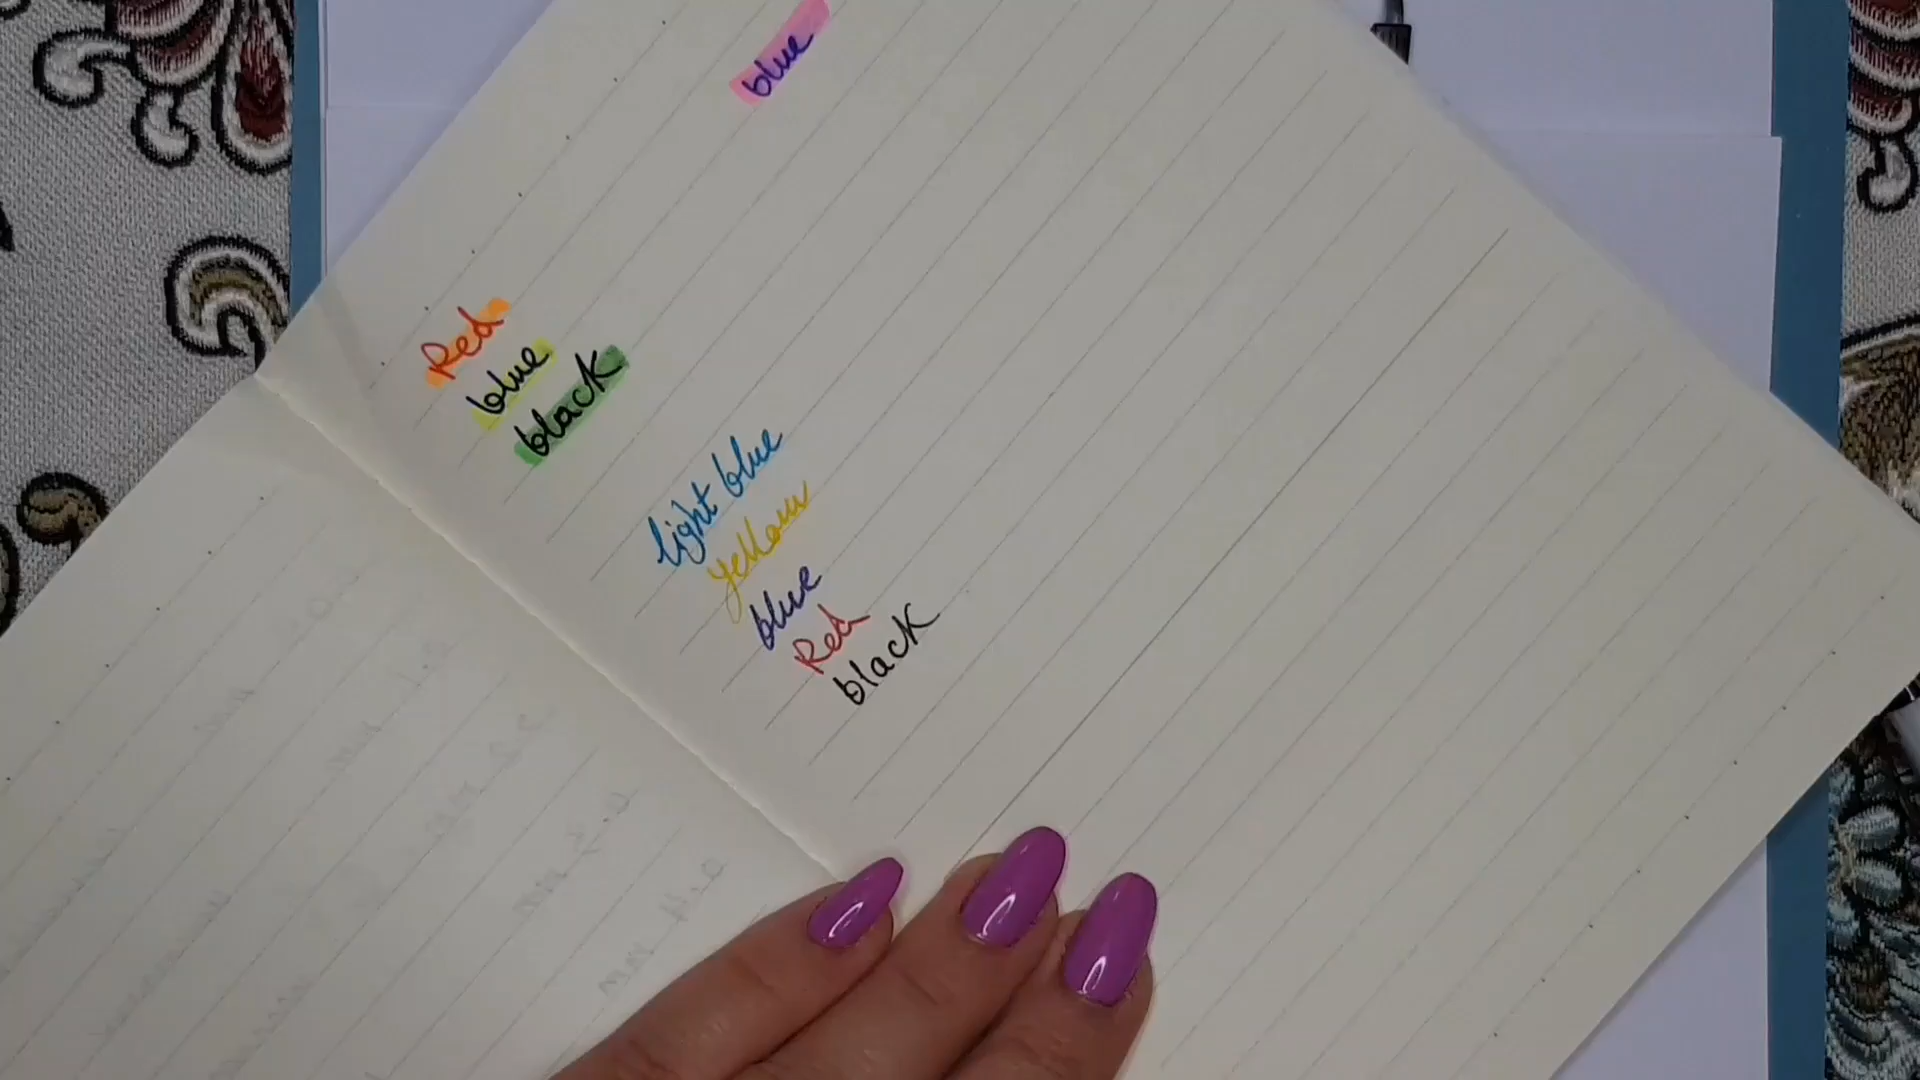 blue
Red
blue
black
light blue
yellow
blue
Red
black